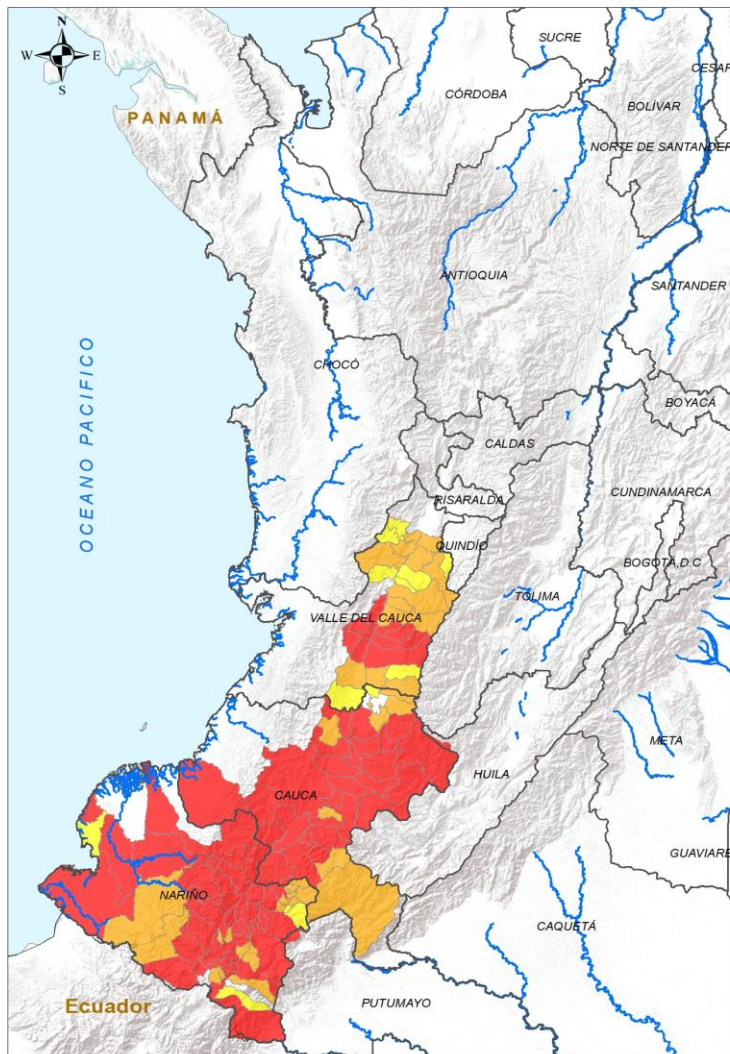 N
W E
S
PANAMÁ
SUCRE
CESAR
CÓRDOBA
BOLÍVAR
NORTE DE SANTANDER
ANTIOQUIA
SANTANDER
OCEANO PACIFICO
CHOCÓ
BOYACÁ
CALDAS
CUNDINAMARCA
RISARALDA
QUINDÍO
BOGOTÁ,D.C
TOLIMA
VALLE DEL CAUCA
META
HUILA
CAUCA
GUAVIARE
NARIÑO
CAQUETÁ
Ecuador
PUTUMAYO